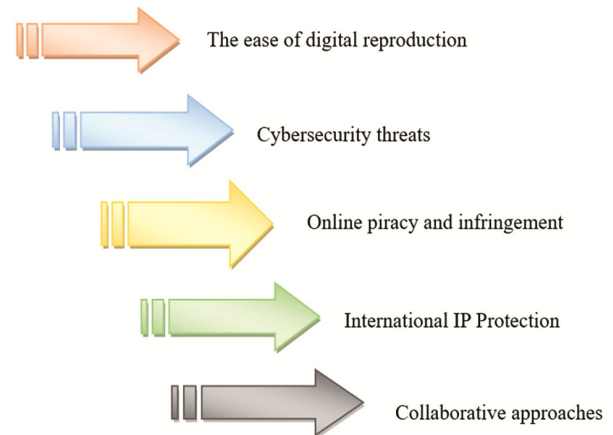 The ease of digital reproduction
Cybersecurity threats
Online piracy and infringement
International IP Protection
Collaborative approaches